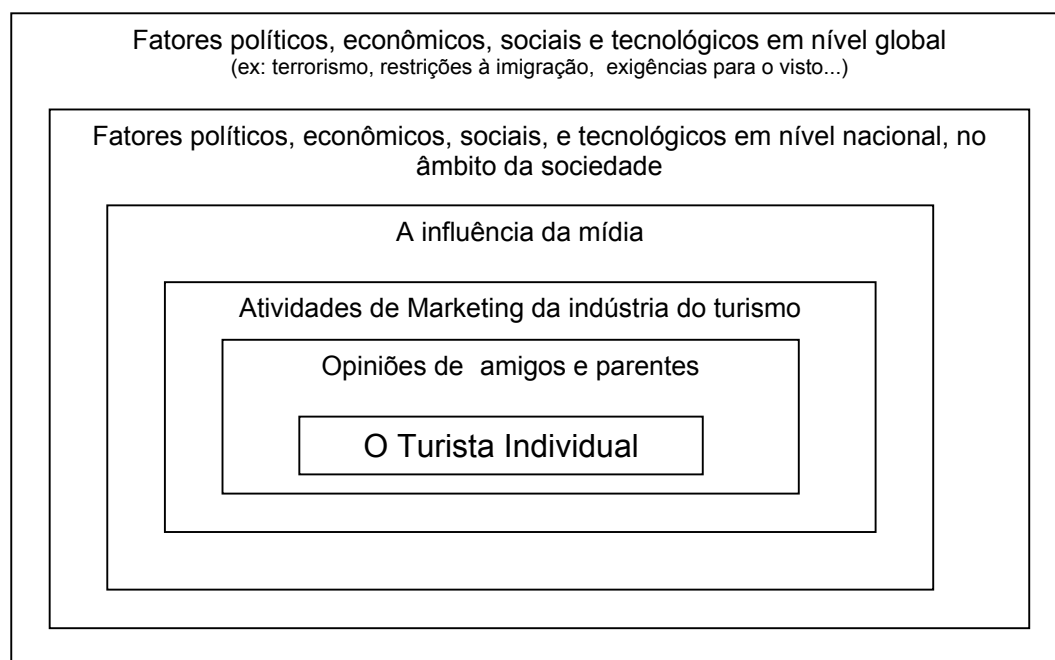 Fatores políticos, econômicos, sociais e tecnológicos em nível global
(ex: terrorismo, restrições à imigração, exigências para o visto...)
Fatores políticos, econômicos, sociais, e tecnológicos em nível nacional, no
âmbito da sociedade
A influência da mídia
Atividades de Marketing da indústria do turismo
Opiniões de amigos e parentes
O Turista Individual